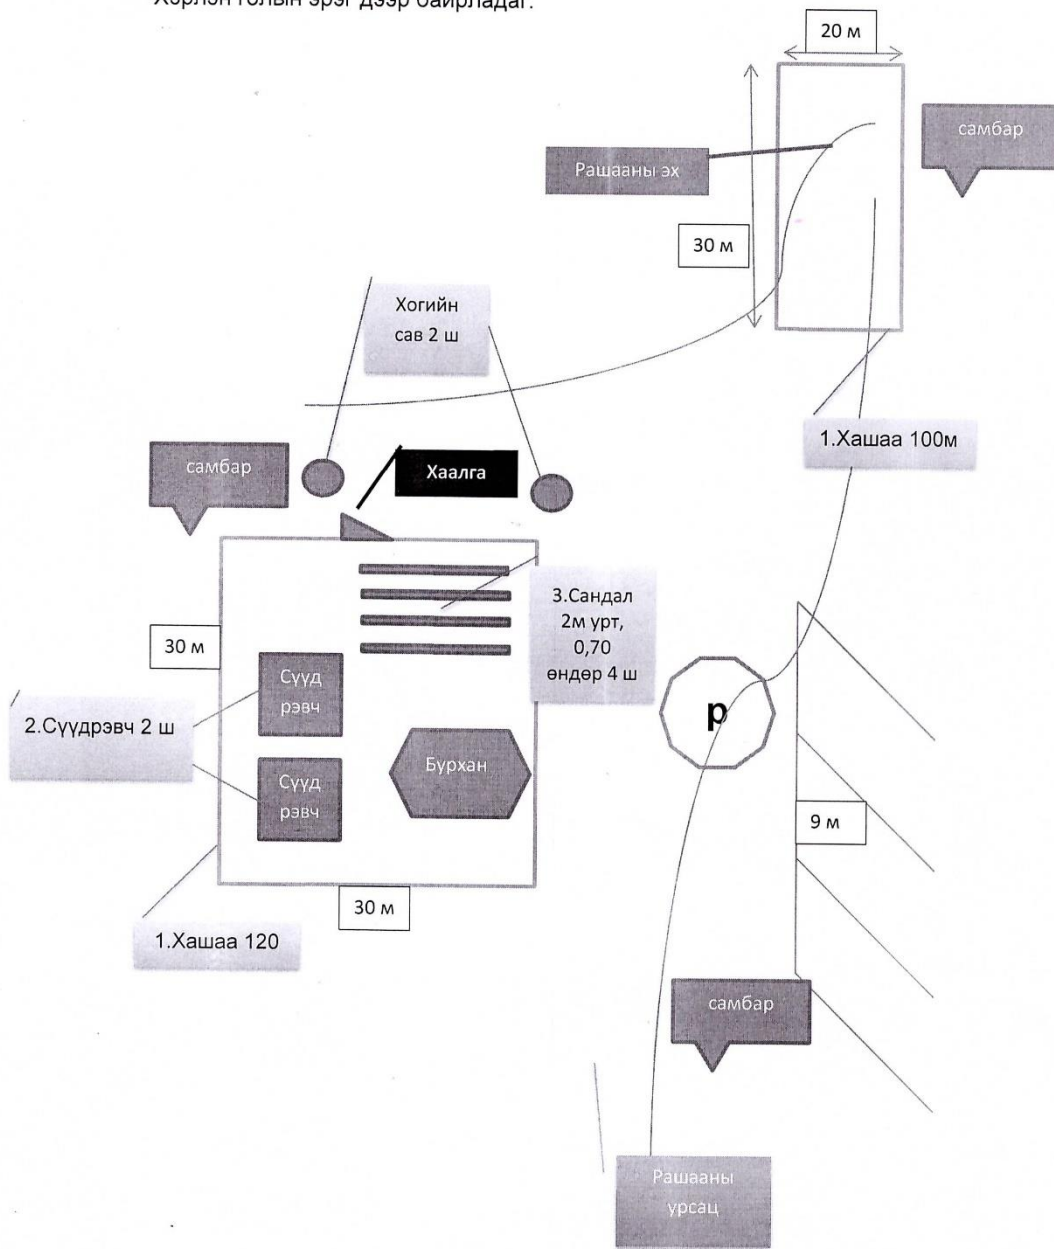 Хэрлэн голын эрэг дээр байрладаг.
20 м
самбар
Рашааны эх
30 м
Хогийн
сав 2 ш
1.Хашаа 100м
самбар
Хаалга
3.Сандал
2м урт,
0,70
өндөр 4 ш
30 м
Сүүд
рэвч
р
2.Сүүдрэвч 2 ш
Бурхан
Сүүд
рэвч
9 м
30 м
1.Хашаа 120
самбар
Рашааны
урсац